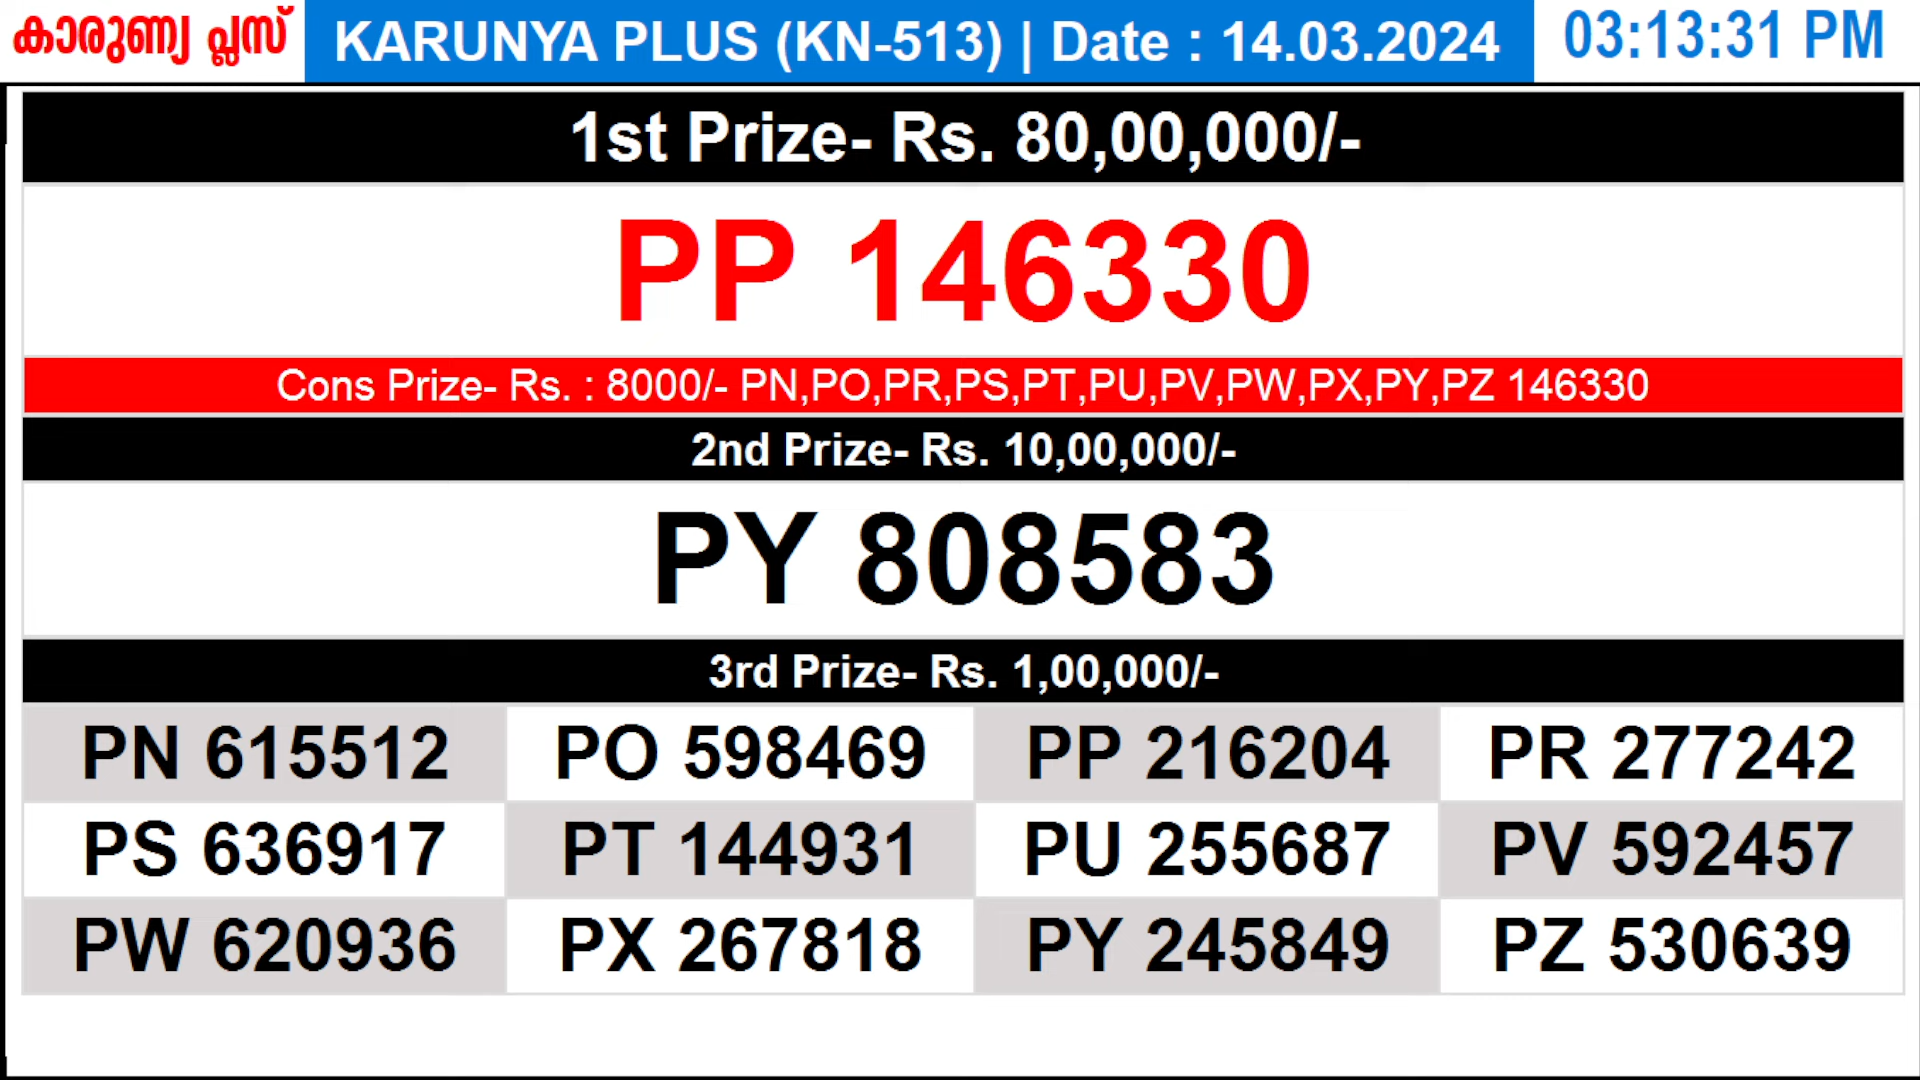 കാരുണ്യ പ്ലസ് KARUNYA PLUS (KN-513) | Date : 14.03.2024 03:13:31 PM
1st Prize- Rs. 80,00,000/-
PP 146330
Cons Prize- Rs. : 8000/- PN,PO,PR,PS,PT,PU,PV,PW,PX,PY,PZ 146330
2nd Prize- Rs. 10,00,000/-
PY 808583
3rd Prize- Rs. 1,00,000/-
PN 615512 PO 598469 PP 216204 PR 277242
PS 636917 PT 144931 PU 255687 PV 592457
PW 620936 PX 267818 PY 245849 PZ 530639